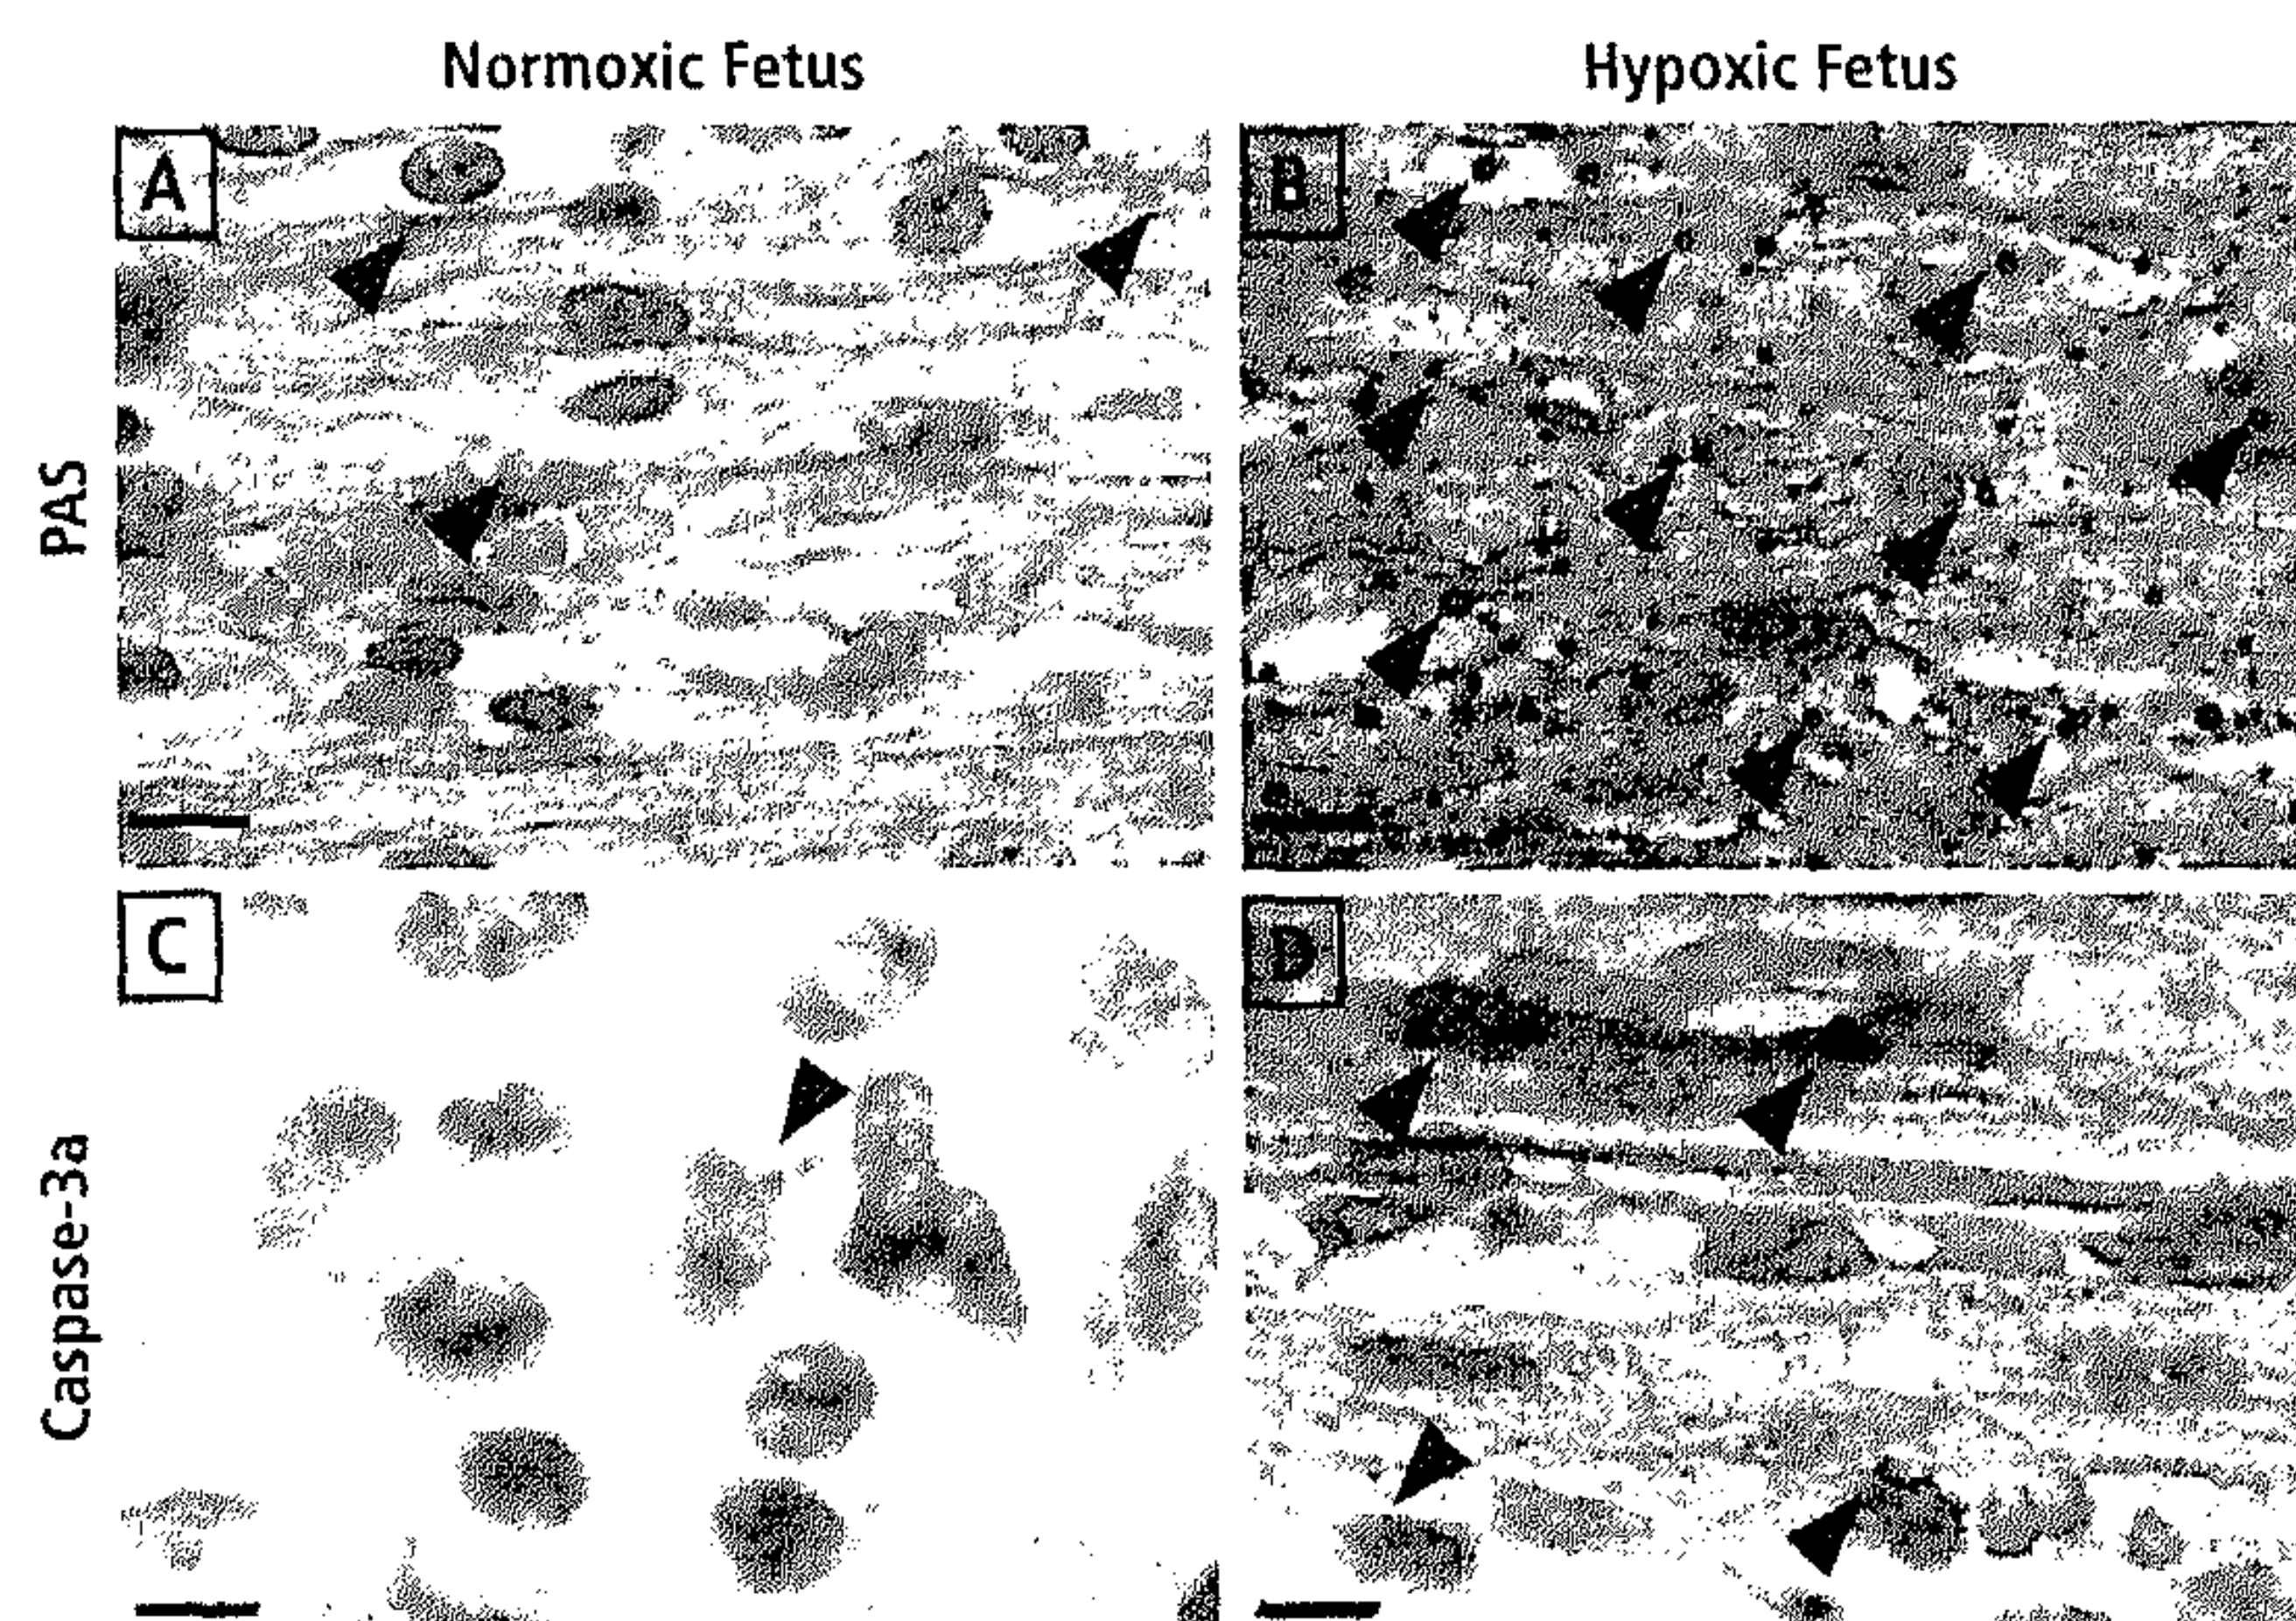 Normoxic Fetus
Hypoxic Fetus
A
B
PAS
C
D
Caspase-3a